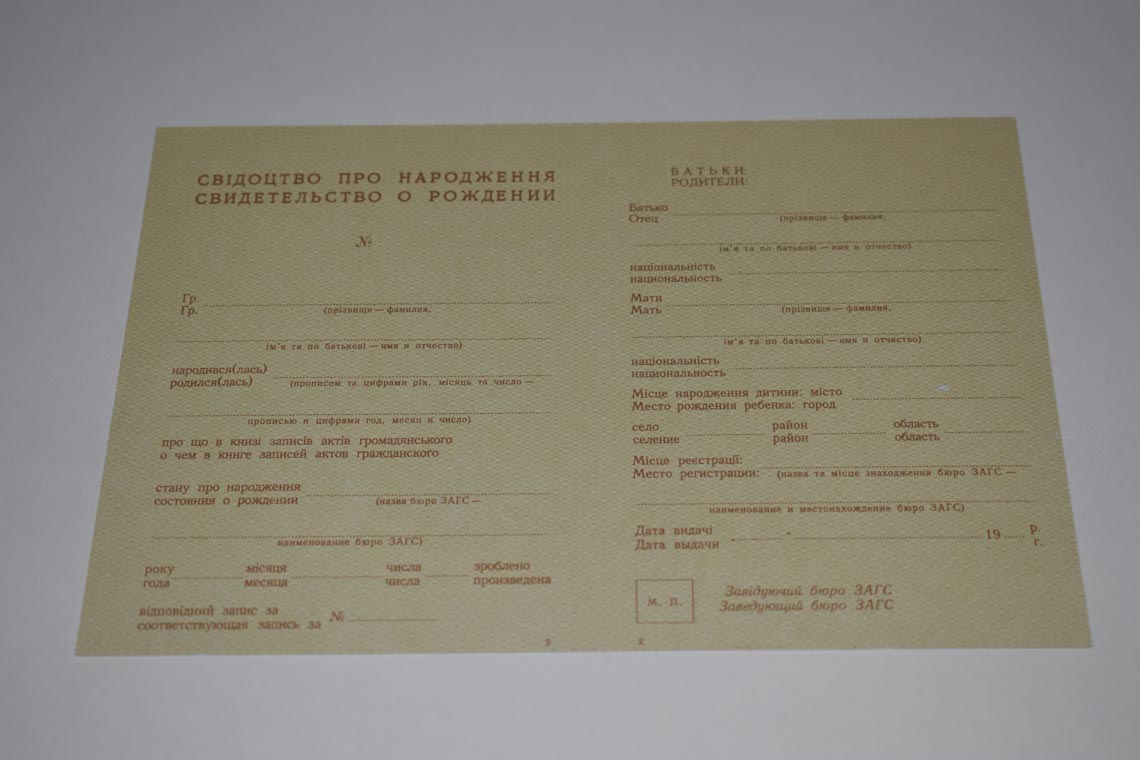 СВІДОЦТВО ПРО НАРОДЖЕННЯ
СВИДЕТЕЛЬСТВО О РОЖДЕНИИ
№
Гр.
Гр.
(прізвище — фамилия,
ім'я та по батькові — имя и отчество)
народився(лась)
родился(лась)
(прописом та цифрами рік, місяць та число —
прописью и цифрами год, месяц и число)
про що в книзі записів актів громадянського
о чем в книге записей актов гражданского
стану про народження
состояния о рождении
(назва бюро ЗАГС —
наименование бюро ЗАГС)
року місяця числа зроблено
года месяца числа произведена
відповідний запис за
соответствующая запись за №
2
БАТЬКИ:
РОДИТЕЛИ:
Батько
Отец
(прізвище — фамилия,
(ім'я та по батькові — имя и отчество)
національність
национальность
Мати
Мать
(прізвище — фамилия,
(ім'я та по батькові — имя и отчество)
національність
национальность
Місце народження дитини: місто
Место рождения ребенка: город
село район область
селение район область
Місце реєстрації:
Место регистрации: (назва та місце знаходження бюро ЗАГС —
наименование и местонахождение бюро ЗАГС)
Дата видачі
Дата выдачи „ " 19 р.
г.
М. П.
Завідуючий бюро ЗАГС
Заведующий бюро ЗАГС
2